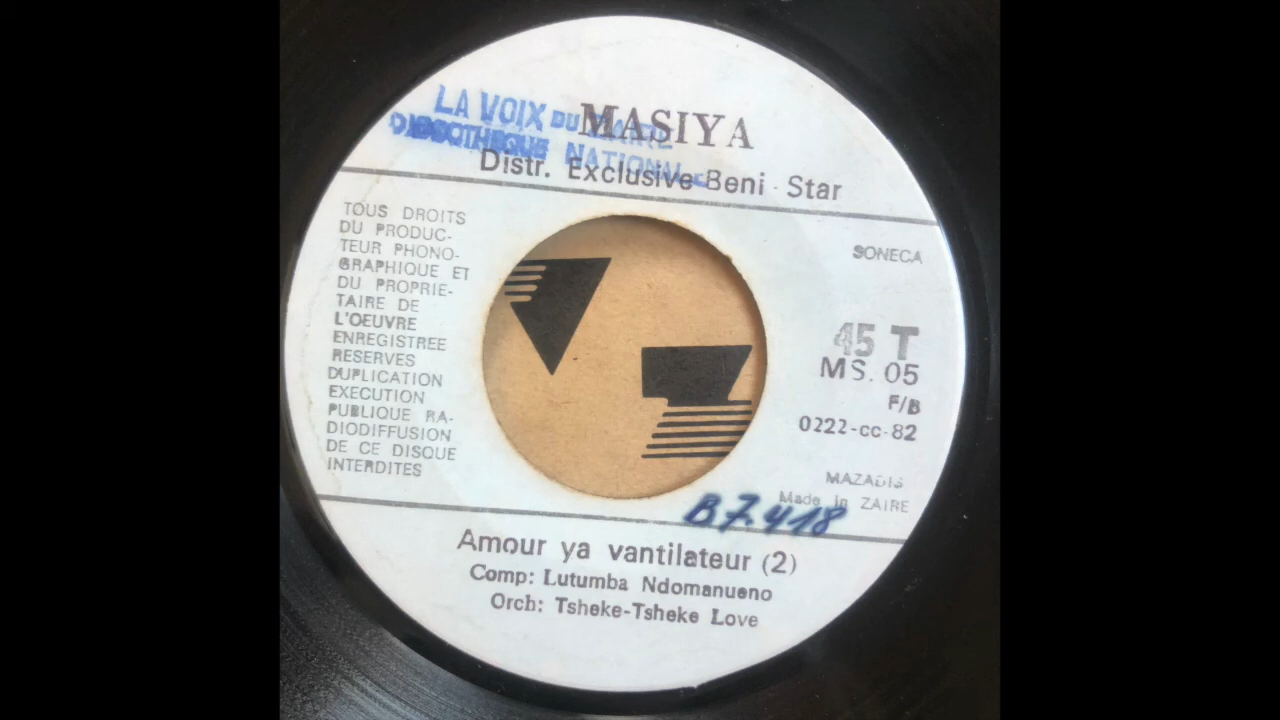 LA VOIX DU ZAIRE
DISCOTHEQUE NATIONALE
MASIYA
Distr. Exclusive Beni Star
TOUS DROITS
DU PRODUC-
TEUR PHONO-
GRAPHIQUE ET
DU PROPRIE-
TAIRE DE
L'OEUVRE
ENREGISTREE
RESERVES
DUPLICATION
EXECUTION
PUBLIQUE RA-
DIODIFFUSION
DE CE DISQUE
INTERDITES
SONECA
45 T
MS. 05
F/B
0222-cc-82
MAZADIS
Made in ZAIRE
B7.418
Amour ya vantilateur (2)
Comp: Lutumba Ndomanueno
Orch: Tsheke-Tsheke Love